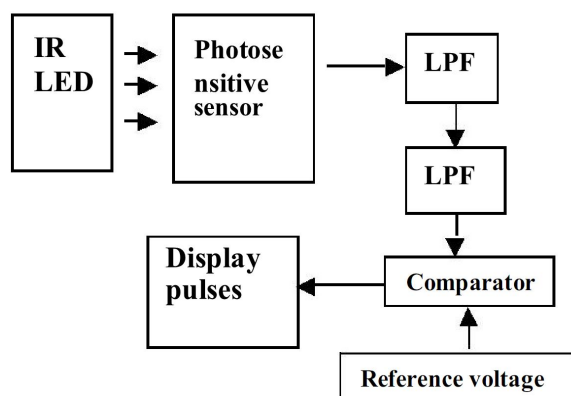 IR
LED
Photose
nsitive
sensor
LPF
LPF
Display
pulses
Comparator
Reference voltage